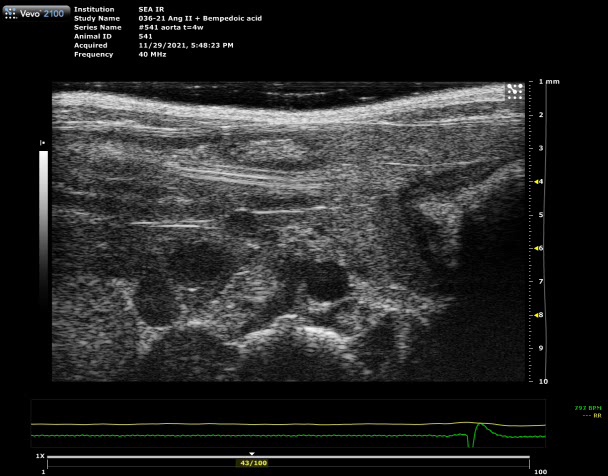 Vevo 2100
Institution SEA IR
Study Name 036-21 Ang II + Bempedoic acid
Series Name #541 aorta t=4w
Animal ID 541
Acquired 11/29/2021, 5:48:23 PM
Frequency 40 MHz
1 mm
2
3
4
5
6
7
8
9
10
292 BPM
--- RR
1X
43/100
1
100